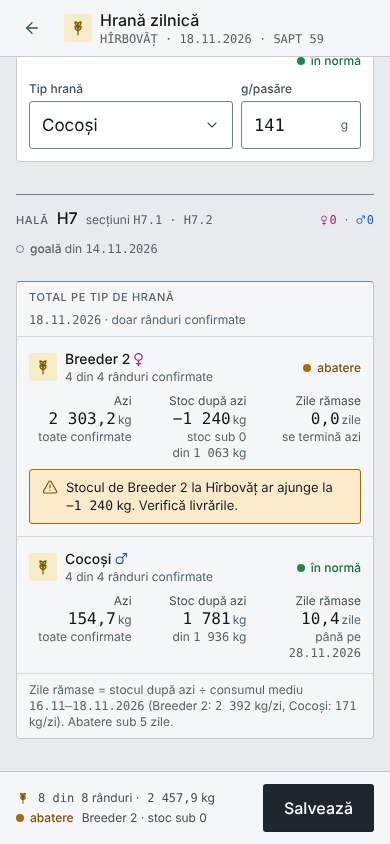 Hrană zilnică
HÎRBOVĂȚ · 18.11.2026 · SAPT 59
în normă
Tip hrană g/pasăre
Cocoși 141 g
HALĂ H7 secțiuni H7.1 · H7.2 ♀0 · ♂0
goală din 14.11.2026
TOTAL PE TIP DE HRANĂ
18.11.2026 · doar rânduri confirmate
Breeder 2 ♀
4 din 4 rânduri confirmate
abatere
Azi Stoc după azi Zile rămase
2 303,2 kg −1 240 kg 0,0 zile
toate confirmate stoc sub 0 se termină azi
din 1 063 kg
Stocul de Breeder 2 la Hîrbovăț ar ajunge la
−1 240 kg. Verifică livrările.
Cocoși ♂
4 din 4 rânduri confirmate
în normă
Azi Stoc după azi Zile rămase
154,7 kg 1 781 kg 10,4 zile
toate confirmate din 1 936 kg până pe
28.11.2026
Zile rămase = stocul după azi ÷ consumul mediu
16.11–18.11.2026 (Breeder 2: 2 392 kg/zi, Cocoși: 171
kg/zi). Abatere sub 5 zile.
8 din 8 rânduri · 2 457,9 kg
abatere Breeder 2 · stoc sub 0
Salvează